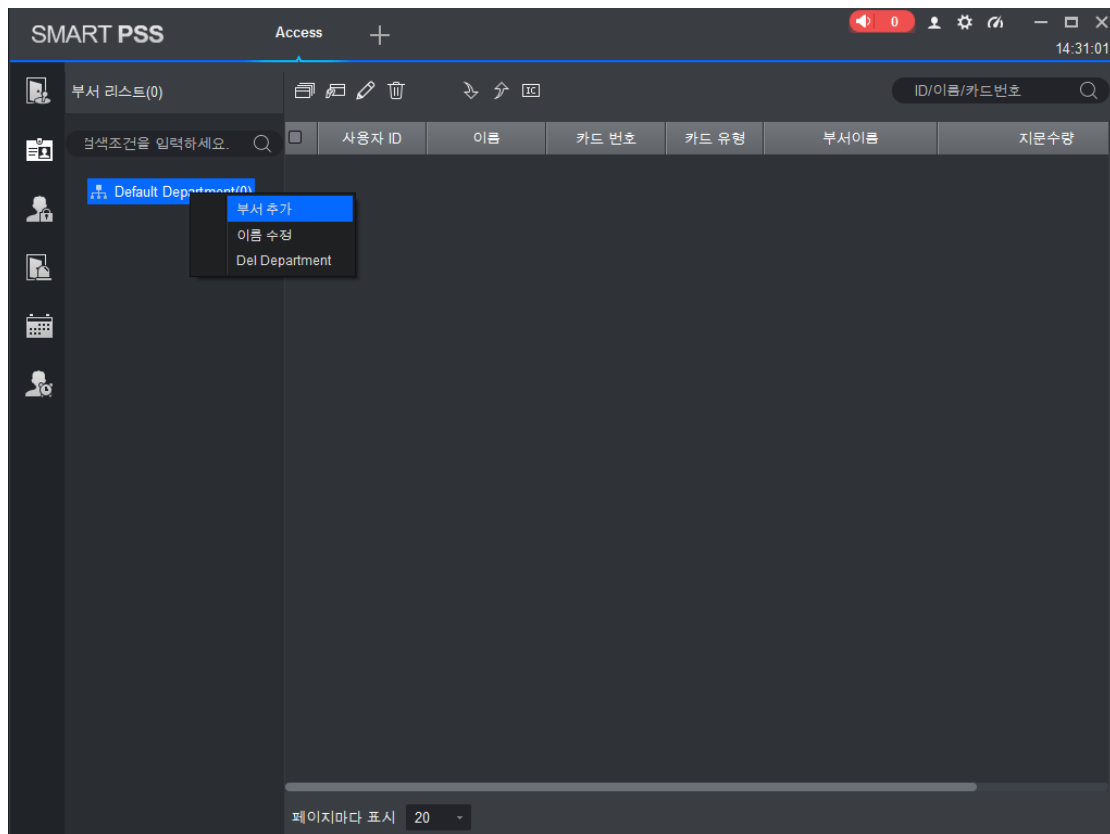 SMART PSS
Access
0
14:31:01
부서 리스트(0)
IC
ID/이름/카드번호
검색조건을 입력하세요.
사용자 ID
이름
카드 번호
카드 유형
부서이름
지문수량
Default Department(0)
부서 추가
이름 수정
Del Department
페이지마다 표시
20